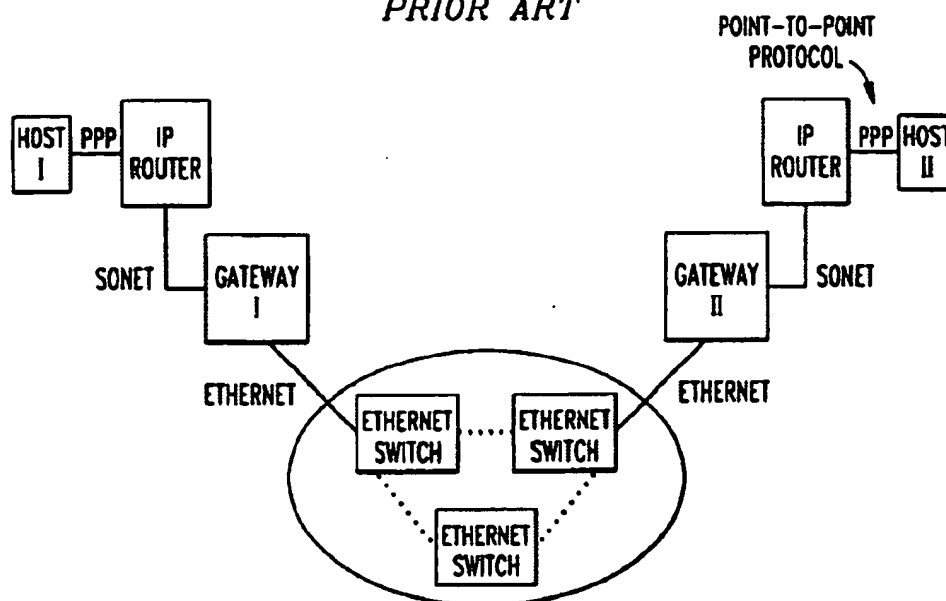 PRIOR ART
POINT-TO-POINT
PROTOCOL
HOST
I
PPP
IP
ROUTER
IP
ROUTER
PPP
HOST
II
SONET
GATEWAY
I
GATEWAY
II
SONET
ETHERNET
ETHERNET
ETHERNET
SWITCH
ETHERNET
SWITCH
ETHERNET
SWITCH